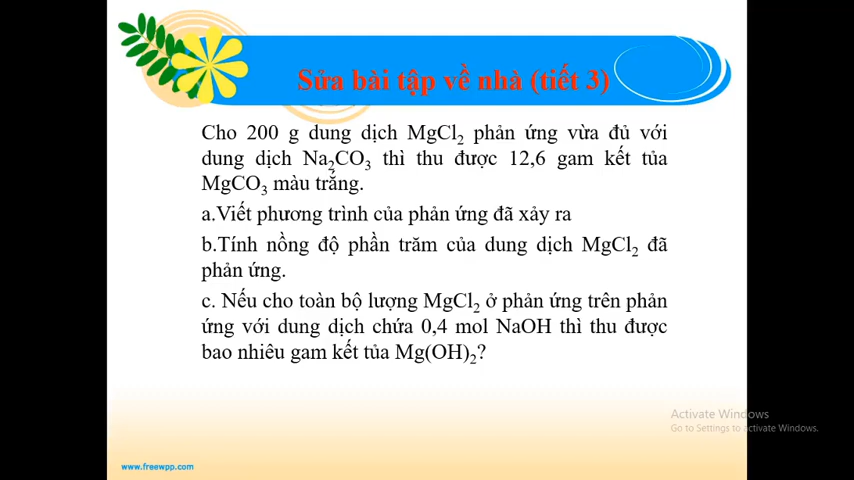 Sửa bài tập về nhà (tiết 3)
Cho 200 g dung dịch MgCl₂ phản ứng vừa đủ với
dung dịch Na₂CO₃ thì thu được 12,6 gam kết tủa
MgCO₃ màu trắng.
a.Viết phương trình của phản ứng đã xảy ra
b.Tính nồng độ phần trăm của dung dịch MgCl₂ đã
phản ứng.
c. Nếu cho toàn bộ lượng MgCl₂ ở phản ứng trên phản
ứng với dung dịch chứa 0,4 mol NaOH thì thu được
bao nhiêu gam kết tủa Mg(OH)₂?
Activate Windows
Go to Settings to activate Windows.
www.freewpp.com